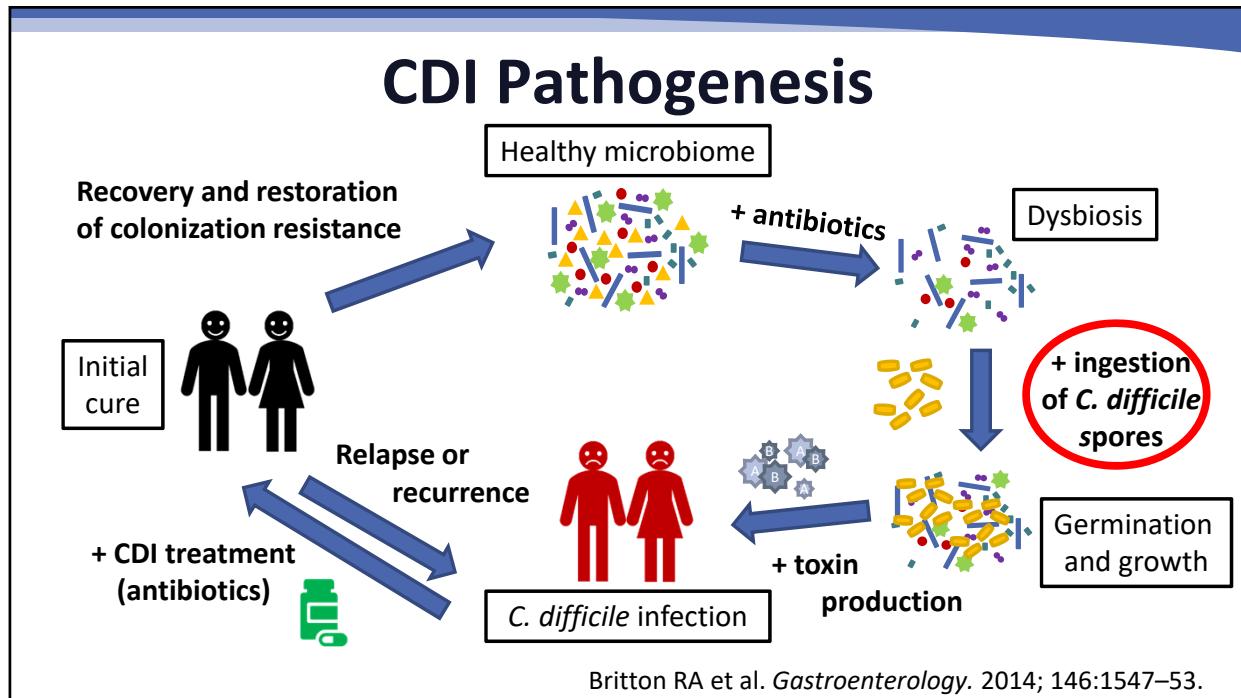 CDI Pathogenesis
Healthy microbiome
Recovery and restoration
of colonization resistance
+ antibiotics
Dysbiosis
Initial
cure
+ ingestion
of C. difficile
spores
Relapse or
recurrence
A
B
B
A
A
B
A
Germination
and growth
+ CDI treatment
(antibiotics)
+ toxin
production
C. difficile infection
Britton RA et al. Gastroenterology. 2014; 146:1547–53.